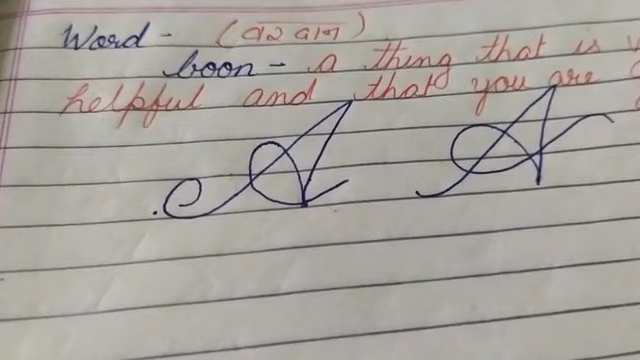 Word - (वरदान)
boon - a thing that is
helpful and that you are
A A